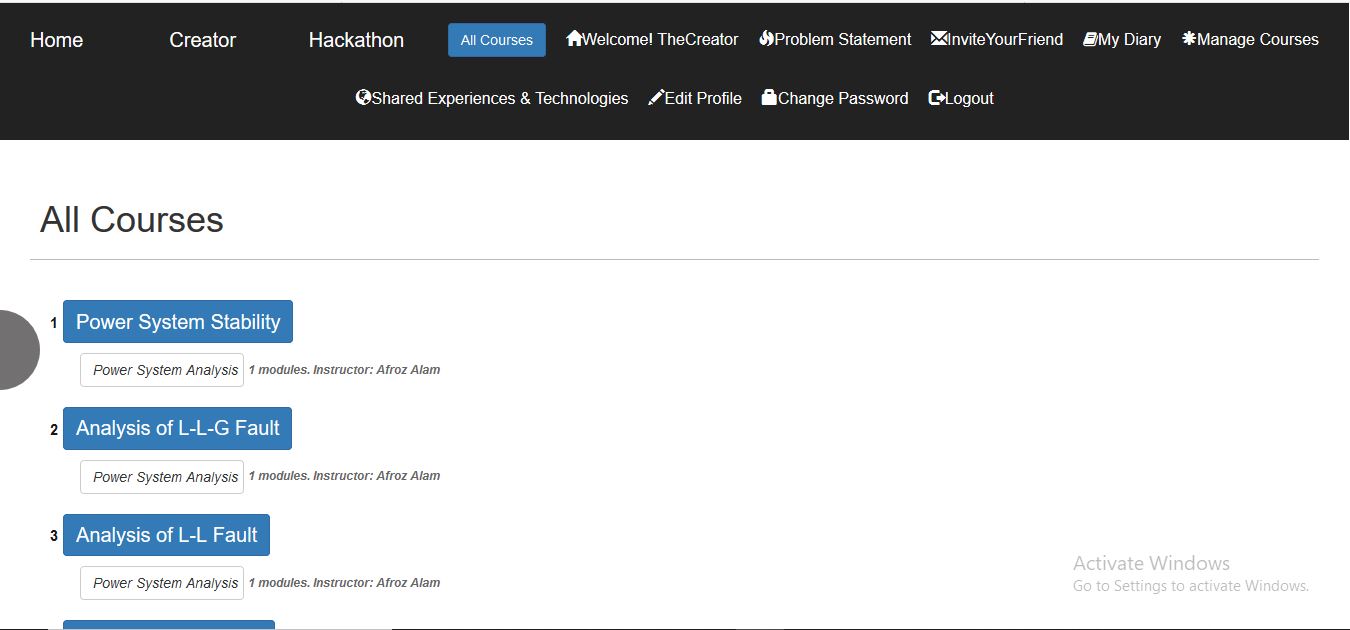 Home Creator Hackathon All Courses Welcome! TheCreator Problem Statement InviteYourFriend My Diary Manage Courses
Shared Experiences & Technologies Edit Profile Change Password Logout
All Courses
1 Power System Stability
Power System Analysis 1 modules. Instructor: Afroz Alam
2 Analysis of L-L-G Fault
Power System Analysis 1 modules. Instructor: Afroz Alam
3 Analysis of L-L Fault
Power System Analysis 1 modules. Instructor: Afroz Alam
Activate Windows
Go to Settings to activate Windows.